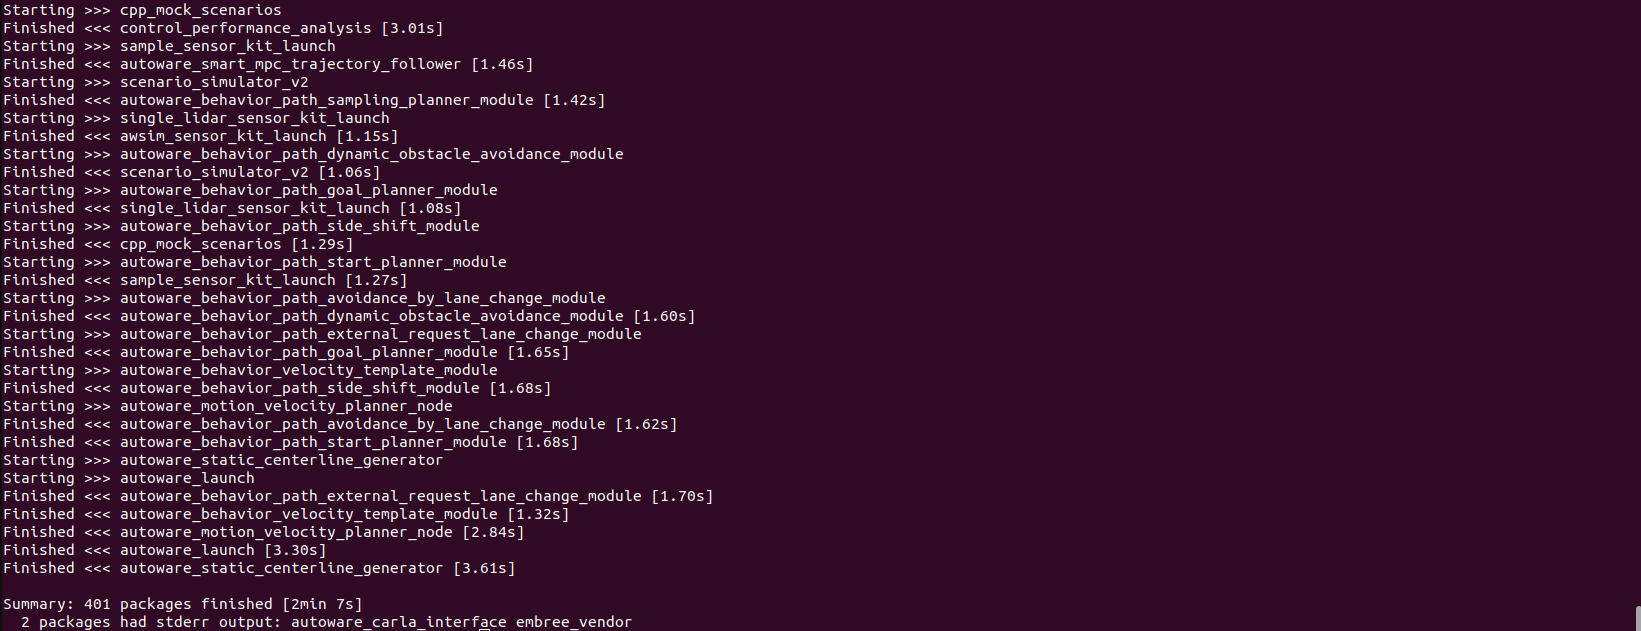 Starting >>> cpp_mock_scenarios
Finished <<< control_performance_analysis [3.01s]
Starting >>> sample_sensor_kit_launch
Finished <<< autoware_smart_mpc_trajectory_follower [1.46s]
Starting >>> scenario_simulator_v2
Finished <<< autoware_behavior_path_sampling_planner_module [1.42s]
Starting >>> single_lidar_sensor_kit_launch
Finished <<< awsim_sensor_kit_launch [1.15s]
Starting >>> autoware_behavior_path_dynamic_obstacle_avoidance_module
Finished <<< scenario_simulator_v2 [1.06s]
Starting >>> autoware_behavior_path_goal_planner_module
Finished <<< single_lidar_sensor_kit_launch [1.08s]
Starting >>> autoware_behavior_path_side_shift_module
Finished <<< cpp_mock_scenarios [1.29s]
Starting >>> autoware_behavior_path_start_planner_module
Finished <<< sample_sensor_kit_launch [1.27s]
Starting >>> autoware_behavior_path_avoidance_by_lane_change_module
Finished <<< autoware_behavior_path_dynamic_obstacle_avoidance_module [1.60s]
Starting >>> autoware_behavior_path_external_request_lane_change_module
Finished <<< autoware_behavior_path_goal_planner_module [1.65s]
Starting >>> autoware_behavior_velocity_template_module
Finished <<< autoware_behavior_path_side_shift_module [1.68s]
Starting >>> autoware_motion_velocity_planner_node
Finished <<< autoware_behavior_path_avoidance_by_lane_change_module [1.62s]
Finished <<< autoware_behavior_path_start_planner_module [1.68s]
Starting >>> autoware_static_centerline_generator
Starting >>> autoware_launch
Finished <<< autoware_behavior_path_external_request_lane_change_module [1.70s]
Finished <<< autoware_behavior_velocity_template_module [1.32s]
Finished <<< autoware_motion_velocity_planner_node [2.84s]
Finished <<< autoware_launch [3.30s]
Finished <<< autoware_static_centerline_generator [3.61s]

Summary: 401 packages finished [2min 7s]
  2 packages had stderr output: autoware_carla_interface embree_vendor